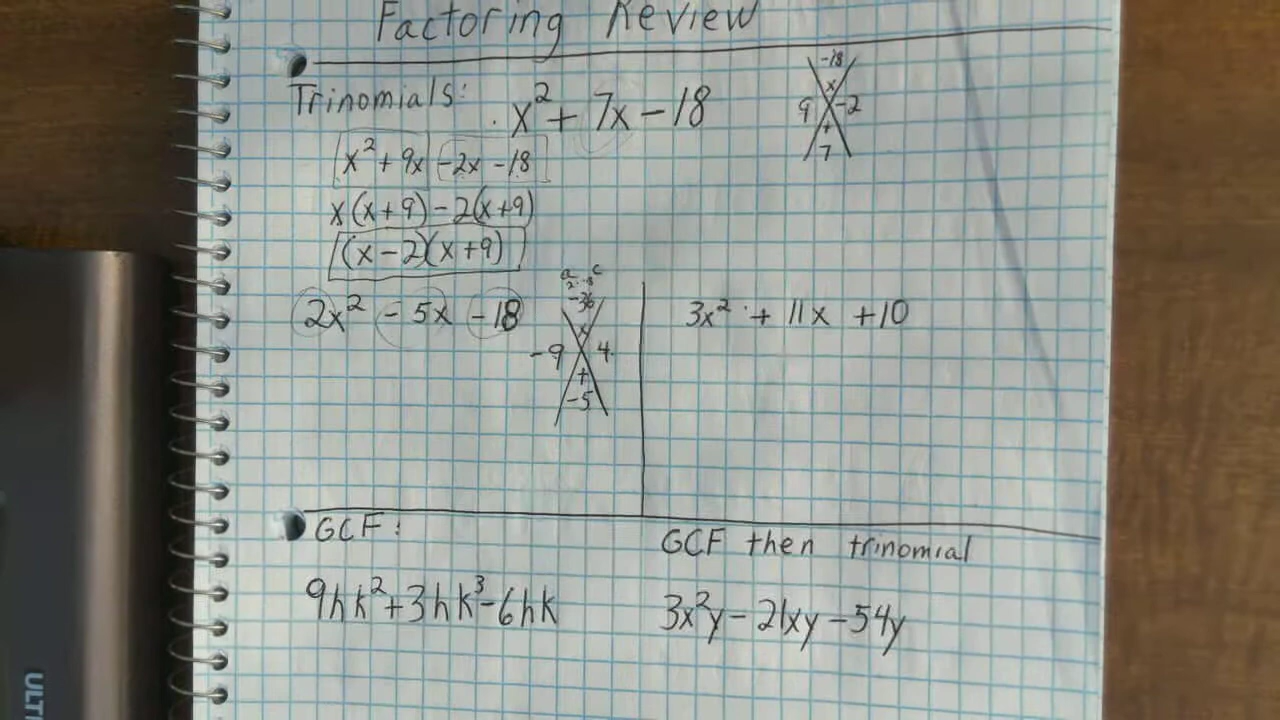 Factoring Review
Trinomials: x² + 7x - 18
-18
x
9 -2
+
7
x² + 9x - 2x - 18
x(x+9) - 2(x+9)
(x-2)(x+9)
2x² - 5x - 18
a c
-36
x
-9 4
+
-5
3x² + 11x + 10
GCF:
9hk² + 3hk³ - 6hk
GCF then trinomial
3x²y - 21xy - 54y